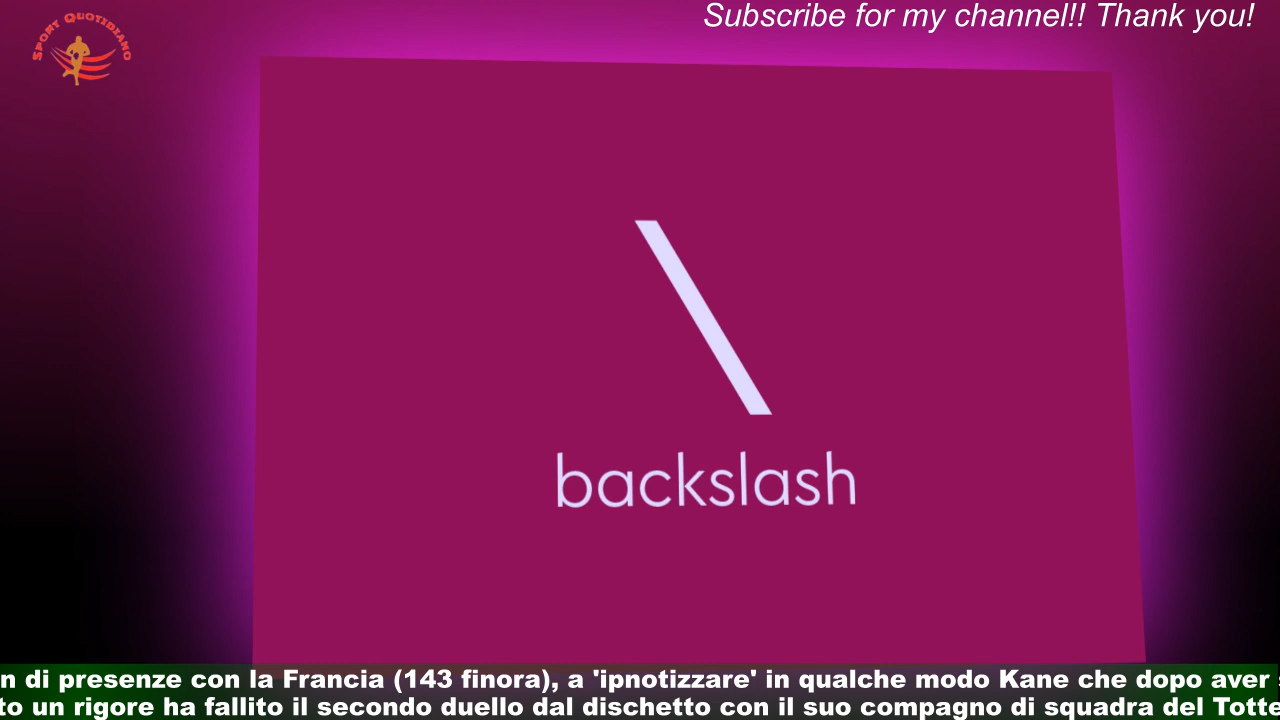 Subscribe for my channel!! Thank you!
SPORT QUOTIDIANO
\
backslash
n di presenze con la Francia (143 finora), a 'ipnotizzare' in qualche modo Kane che dopo aver
to un rigore ha fallito il secondo duello dal dischetto con il suo compagno di squadra del Totte